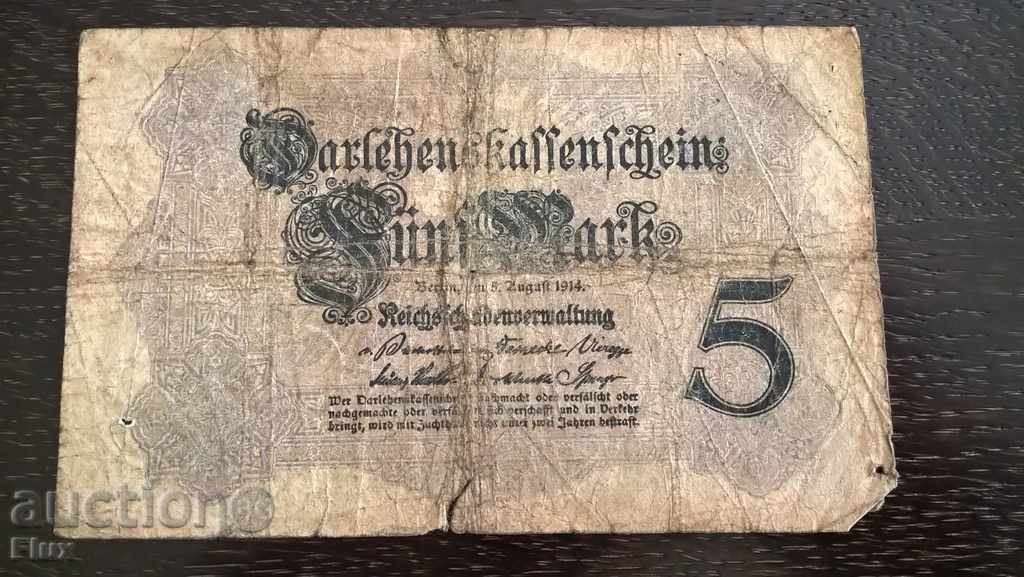 Darlehenskassenschein
Fünf Mark
Berlin, den 5. August 1914.
Reichsschuldenverwaltung
5
Wer Darlehenskassenscheine nachmacht oder verfälscht oder
nachgemachte oder verfälschte sich verschafft und in Verkehr
bringt, wird mit Zuchthaus nicht unter zwei Jahren bestraft.
auction
Elux